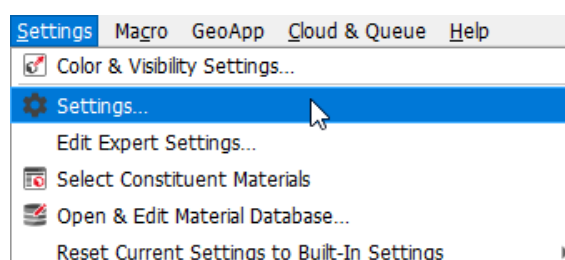 Settings Macro GeoApp Cloud & Queue Help
Color & Visibility Settings...
Settings...
Edit Expert Settings...
Select Constituent Materials
Open & Edit Material Database...
Reset Current Settings to Built-In Settings